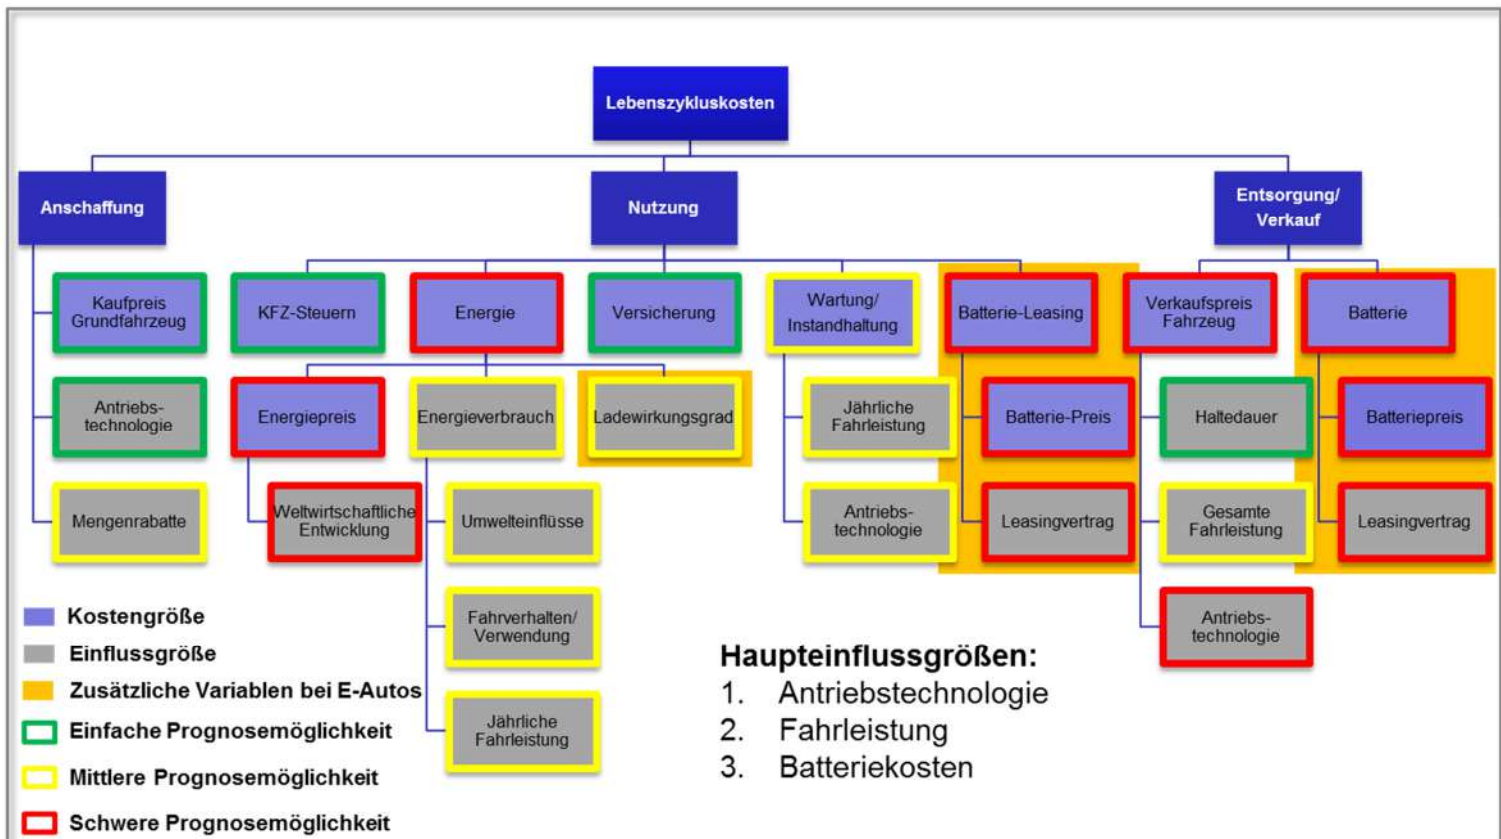 Lebenszykluskosten
Anschaffung
Nutzung
Entsorgung/
Verkauf
Kaufpreis
Grundfahrzeug
KFZ-Steuern
Energie
Versicherung
Wartung/
Instandhaltung
Batterie-Leasing
Verkaufspreis
Fahrzeug
Batterie
Antriebs-
technologie
Energiepreis
Energieverbrauch
Ladewirkungsgrad
Jährliche
Fahrleistung
Batterie-Preis
Haltedauer
Batteriepreis
Mengenrabatte
Weltwirtschaftliche
Entwicklung
Umwelteinflüsse
Antriebs-
technologie
Leasingvertrag
Gesamte
Fahrleistung
Leasingvertrag
Fahrverhalten/
Verwendung
Antriebs-
technologie
Jährliche
Fahrleistung
Kostengröße
Einflussgröße
Zusätzliche Variablen bei E-Autos
Einfache Prognosemöglichkeit
Mittlere Prognosemöglichkeit
Schwere Prognosemöglichkeit
Haupteinflussgrößen:
1. Antriebstechnologie
2. Fahrleistung
3. Batteriekosten